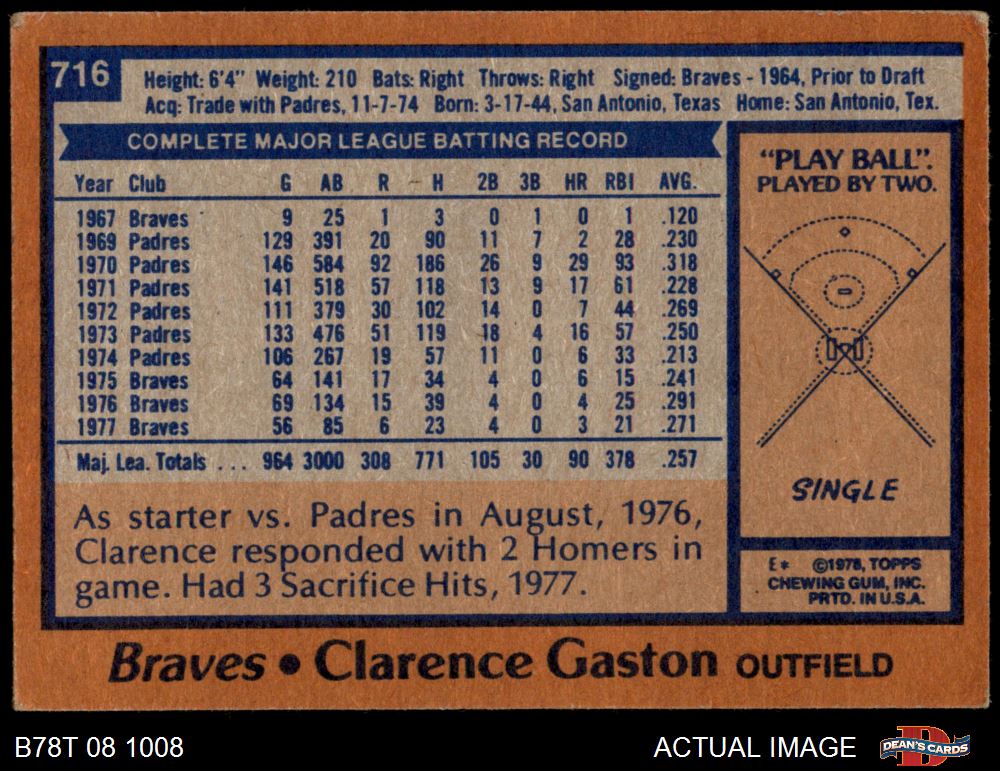 716
Height: 6'4" Weight: 210 Bats: Right Throws: Right Signed: Braves - 1964, Prior to Draft
Acq: Trade with Padres, 11-7-74 Born: 3-17-44, San Antonio, Texas Home: San Antonio, Tex.
COMPLETE MAJOR LEAGUE BATTING RECORD
Year Club G AB R H 2B 3B HR RBI AVG.
1967 Braves 9 25 1 3 0 1 0 1 .120
1969 Padres 129 391 20 90 11 7 2 28 .230
1970 Padres 146 584 92 186 26 9 29 93 .318
1971 Padres 141 518 57 118 13 9 17 61 .228
1972 Padres 111 379 30 102 14 0 7 44 .269
1973 Padres 133 476 51 119 18 4 16 57 .250
1974 Padres 106 267 19 57 11 0 6 33 .213
1975 Braves 64 141 17 34 4 0 6 15 .241
1976 Braves 69 134 15 39 4 0 4 25 .291
1977 Braves 56 85 6 23 4 0 3 21 .271
Maj. Lea. Totals ... 964 3000 308 771 105 30 90 378 .257
As starter vs. Padres in August, 1976,
Clarence responded with 2 Homers in
game. Had 3 Sacrifice Hits, 1977.
"PLAY BALL".
PLAYED BY TWO.
SINGLE
E* ©1978, TOPPS
CHEWING GUM, INC.
PRTD. IN U.S.A.
Braves • Clarence Gaston OUTFIELD
B78T 08 1008
ACTUAL IMAGE
DEAN'S CARDS